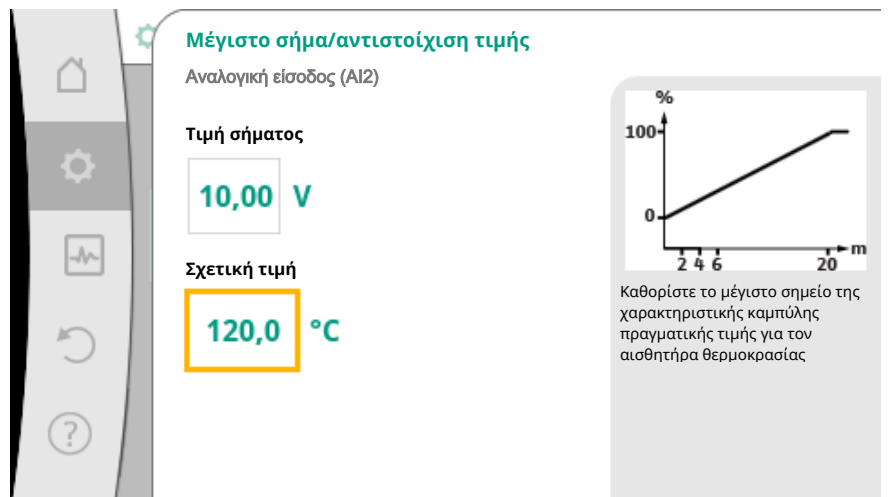 Μέγιστο σήμα/αντιστοίχιση τιμής
Αναλογική είσοδος (AI2)
Τιμή σήματος
10,00 V
Σχετική τιμή
120,0 °C
%
100
0
2 4 6 20 m
Καθορίστε το μέγιστο σημείο της
χαρακτηριστικής καμπύλης
πραγματικής τιμής για τον
αισθητήρα θερμοκρασίας
?